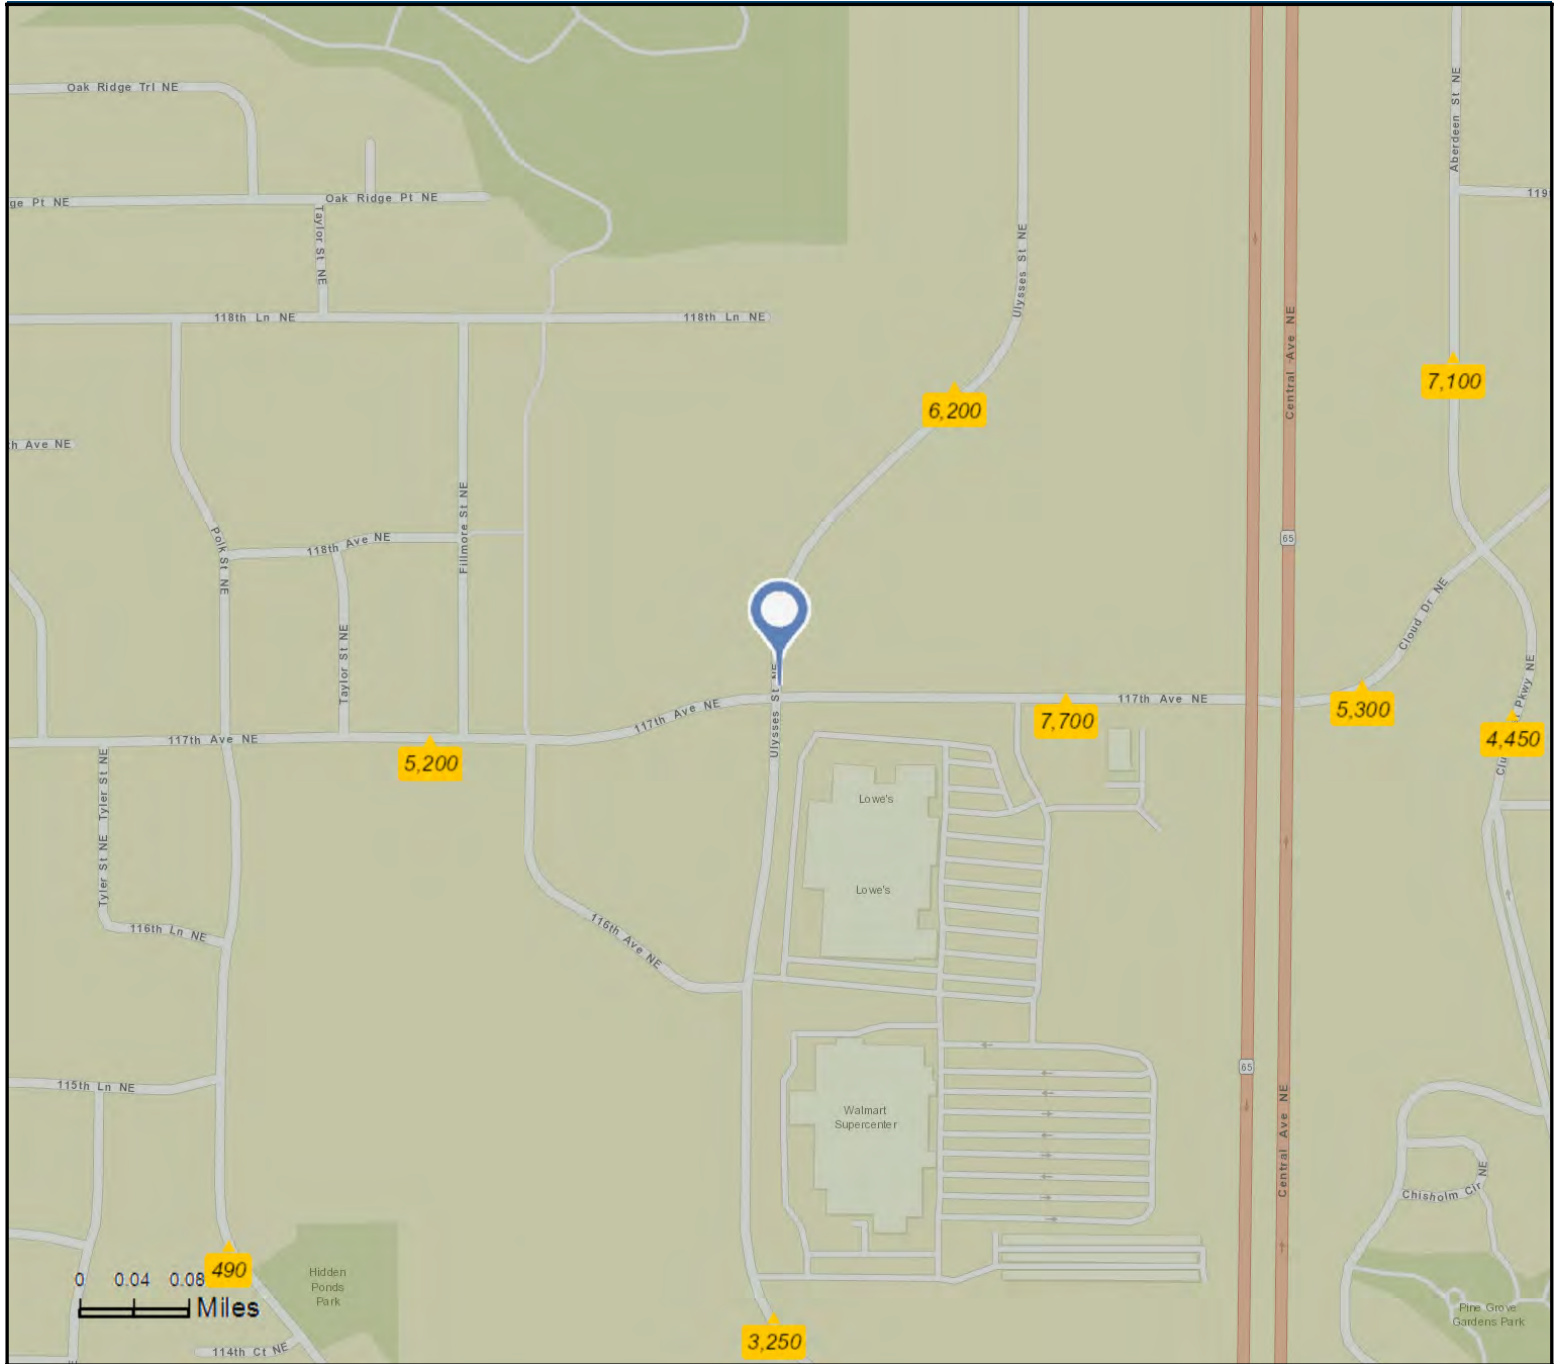 Oak Ridge Trl NE
Aberdeen St NE
ge Pt NE
Oak Ridge Pt NE
119
Taylor St NE
Ulysses St NE
118th Ln NE
118th Ln NE
Central Ave NE
7,100
6,200
h Ave NE
Fillmore St NE
Polk St NE
118th Ave NE
65
Cloud Dr NE
Taylor St NE
Ulysses St NE
117th Ave NE
117th Ave NE
117th Ave NE
Pkwy NE
7,700
5,300
4,450
5,200
Clu
Tyler St NE
Tyler St NE
Lowe's
Lowe's
116th Ave NE
116th Ln NE
65
115th Ln NE
Walmart
Supercenter
Central Ave NE
Chisholm Cir NE
490
0 0.04 0.08
Miles
Hidden
Ponds
Park
Pine Grove
Gardens Park
114th Ct NE
3,250